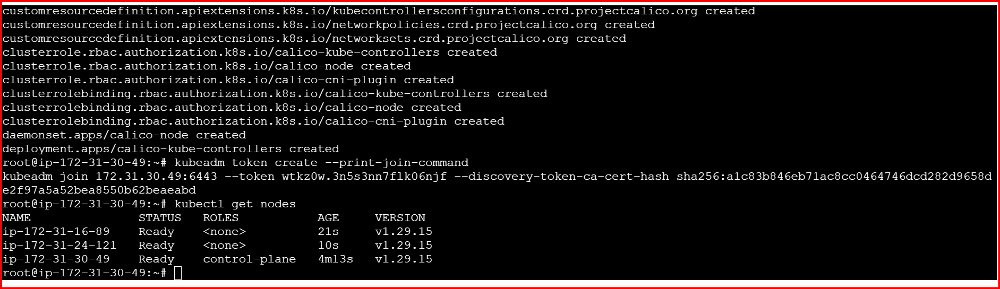 customresourcedefinition.apiextensions.k8s.io/kubecontrollersconfigurations.crd.projectcalico.org created
customresourcedefinition.apiextensions.k8s.io/networkpolicies.crd.projectcalico.org created
customresourcedefinition.apiextensions.k8s.io/networksets.crd.projectcalico.org created
clusterrole.rbac.authorization.k8s.io/calico-kube-controllers created
clusterrole.rbac.authorization.k8s.io/calico-node created
clusterrole.rbac.authorization.k8s.io/calico-cni-plugin created
clusterrolebinding.rbac.authorization.k8s.io/calico-kube-controllers created
clusterrolebinding.rbac.authorization.k8s.io/calico-node created
clusterrolebinding.rbac.authorization.k8s.io/calico-cni-plugin created
daemonset.apps/calico-node created
deployment.apps/calico-kube-controllers created
root@ip-172-31-30-49:~# kubeadm token create --print-join-command
kubeadm join 172.31.30.49:6443 --token wtkz0w.3n5s3nn7flk06njf --discovery-token-ca-cert-hash sha256:a1c83b846eb71ac8cc0464746dcd282d9658d
e2f97a5a52bea8550b62beaeabd
root@ip-172-31-30-49:~# kubectl get nodes
NAME               STATUS   ROLES           AGE     VERSION
ip-172-31-16-89    Ready    <none>          21s     v1.29.15
ip-172-31-24-121   Ready    <none>          10s     v1.29.15
ip-172-31-30-49    Ready    control-plane   4m13s   v1.29.15
root@ip-172-31-30-49:~#